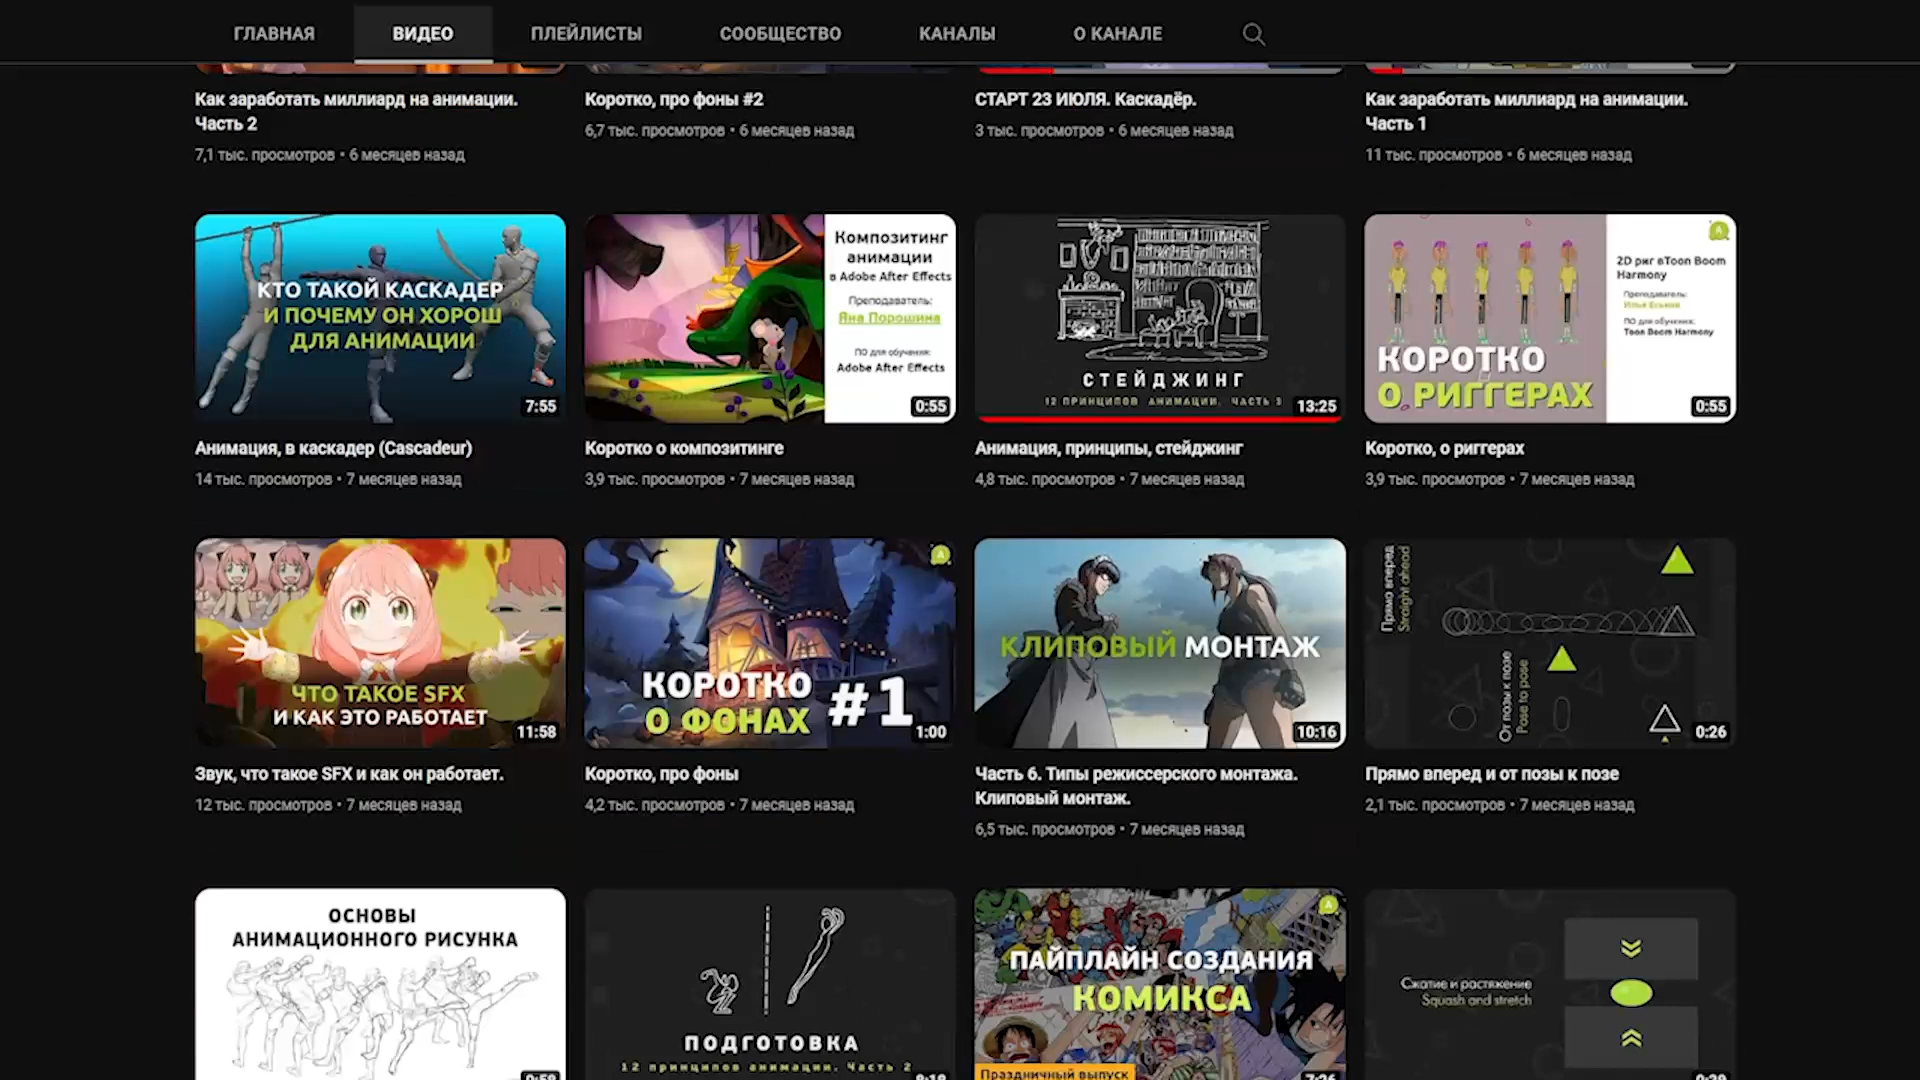 ГЛАВНАЯ
ВИДЕО
ПЛЕЙЛИСТЫ
СООБЩЕСТВО
КАНАЛЫ
О КАНАЛЕ
Как заработать миллиард на анимации.
Часть 2
7,1 тыс. просмотров • 6 месяцев назад
Коротко, про фоны #2
6,7 тыс. просмотров • 6 месяцев назад
СТАРТ 23 ИЮЛЯ. Каскадёр.
3 тыс. просмотров • 6 месяцев назад
Как заработать миллиард на анимации.
Часть 1
11 тыс. просмотров • 6 месяцев назад
КТО ТАКОЙ КАСКАДЕР
И ПОЧЕМУ ОН ХОРОШ
ДЛЯ АНИМАЦИИ
7:55
Анимация, в каскадер (Cascadeur)
14 тыс. просмотров • 7 месяцев назад
Композитинг
анимации
в Adobe After Effects
Преподаватель:
Яна Порошина
ПО для обучения:
Adobe After Effects
0:55
Коротко о композитинге
3,9 тыс. просмотров • 7 месяцев назад
СТЕЙДЖИНГ
12 ПРИНЦИПОВ АНИМАЦИИ. ЧАСТЬ 3
13:25
Анимация, принципы, стейджинг
4,8 тыс. просмотров • 7 месяцев назад
2D риг вToon Boom
Harmony
Преподаватель:
Илья Еськин
ПО для обучения:
Toon Boom Harmony
КОРОТКО
О РИГГЕРАХ
0:55
Коротко, о риггерах
3,9 тыс. просмотров • 7 месяцев назад
ЧТО ТАКОЕ SFX
И КАК ЭТО РАБОТАЕТ
11:58
Звук, что такое SFX и как он работает.
12 тыс. просмотров • 7 месяцев назад
КОРОТКО
О ФОНАХ
#1
1:00
Коротко, про фоны
4,2 тыс. просмотров • 7 месяцев назад
КЛИПОВЫЙ МОНТАЖ
10:16
Часть 6. Типы режиссерского монтажа.
Клиповый монтаж.
6,5 тыс. просмотров • 7 месяцев назад
Прямо вперед
Straight ahead
От позы к позе
Pose to pose
0:26
Прямо вперед и от позы к позе
2,1 тыс. просмотров • 7 месяцев назад
ОСНОВЫ
АНИМАЦИОННОГО РИСУНКА
ПОДГОТОВКА
12 принципов анимации. Часть 2
ПАЙПЛАЙН СОЗДАНИЯ
КОМИКСА
Праздничный выпуск
Сжатие и растяжение
Squash and stretch